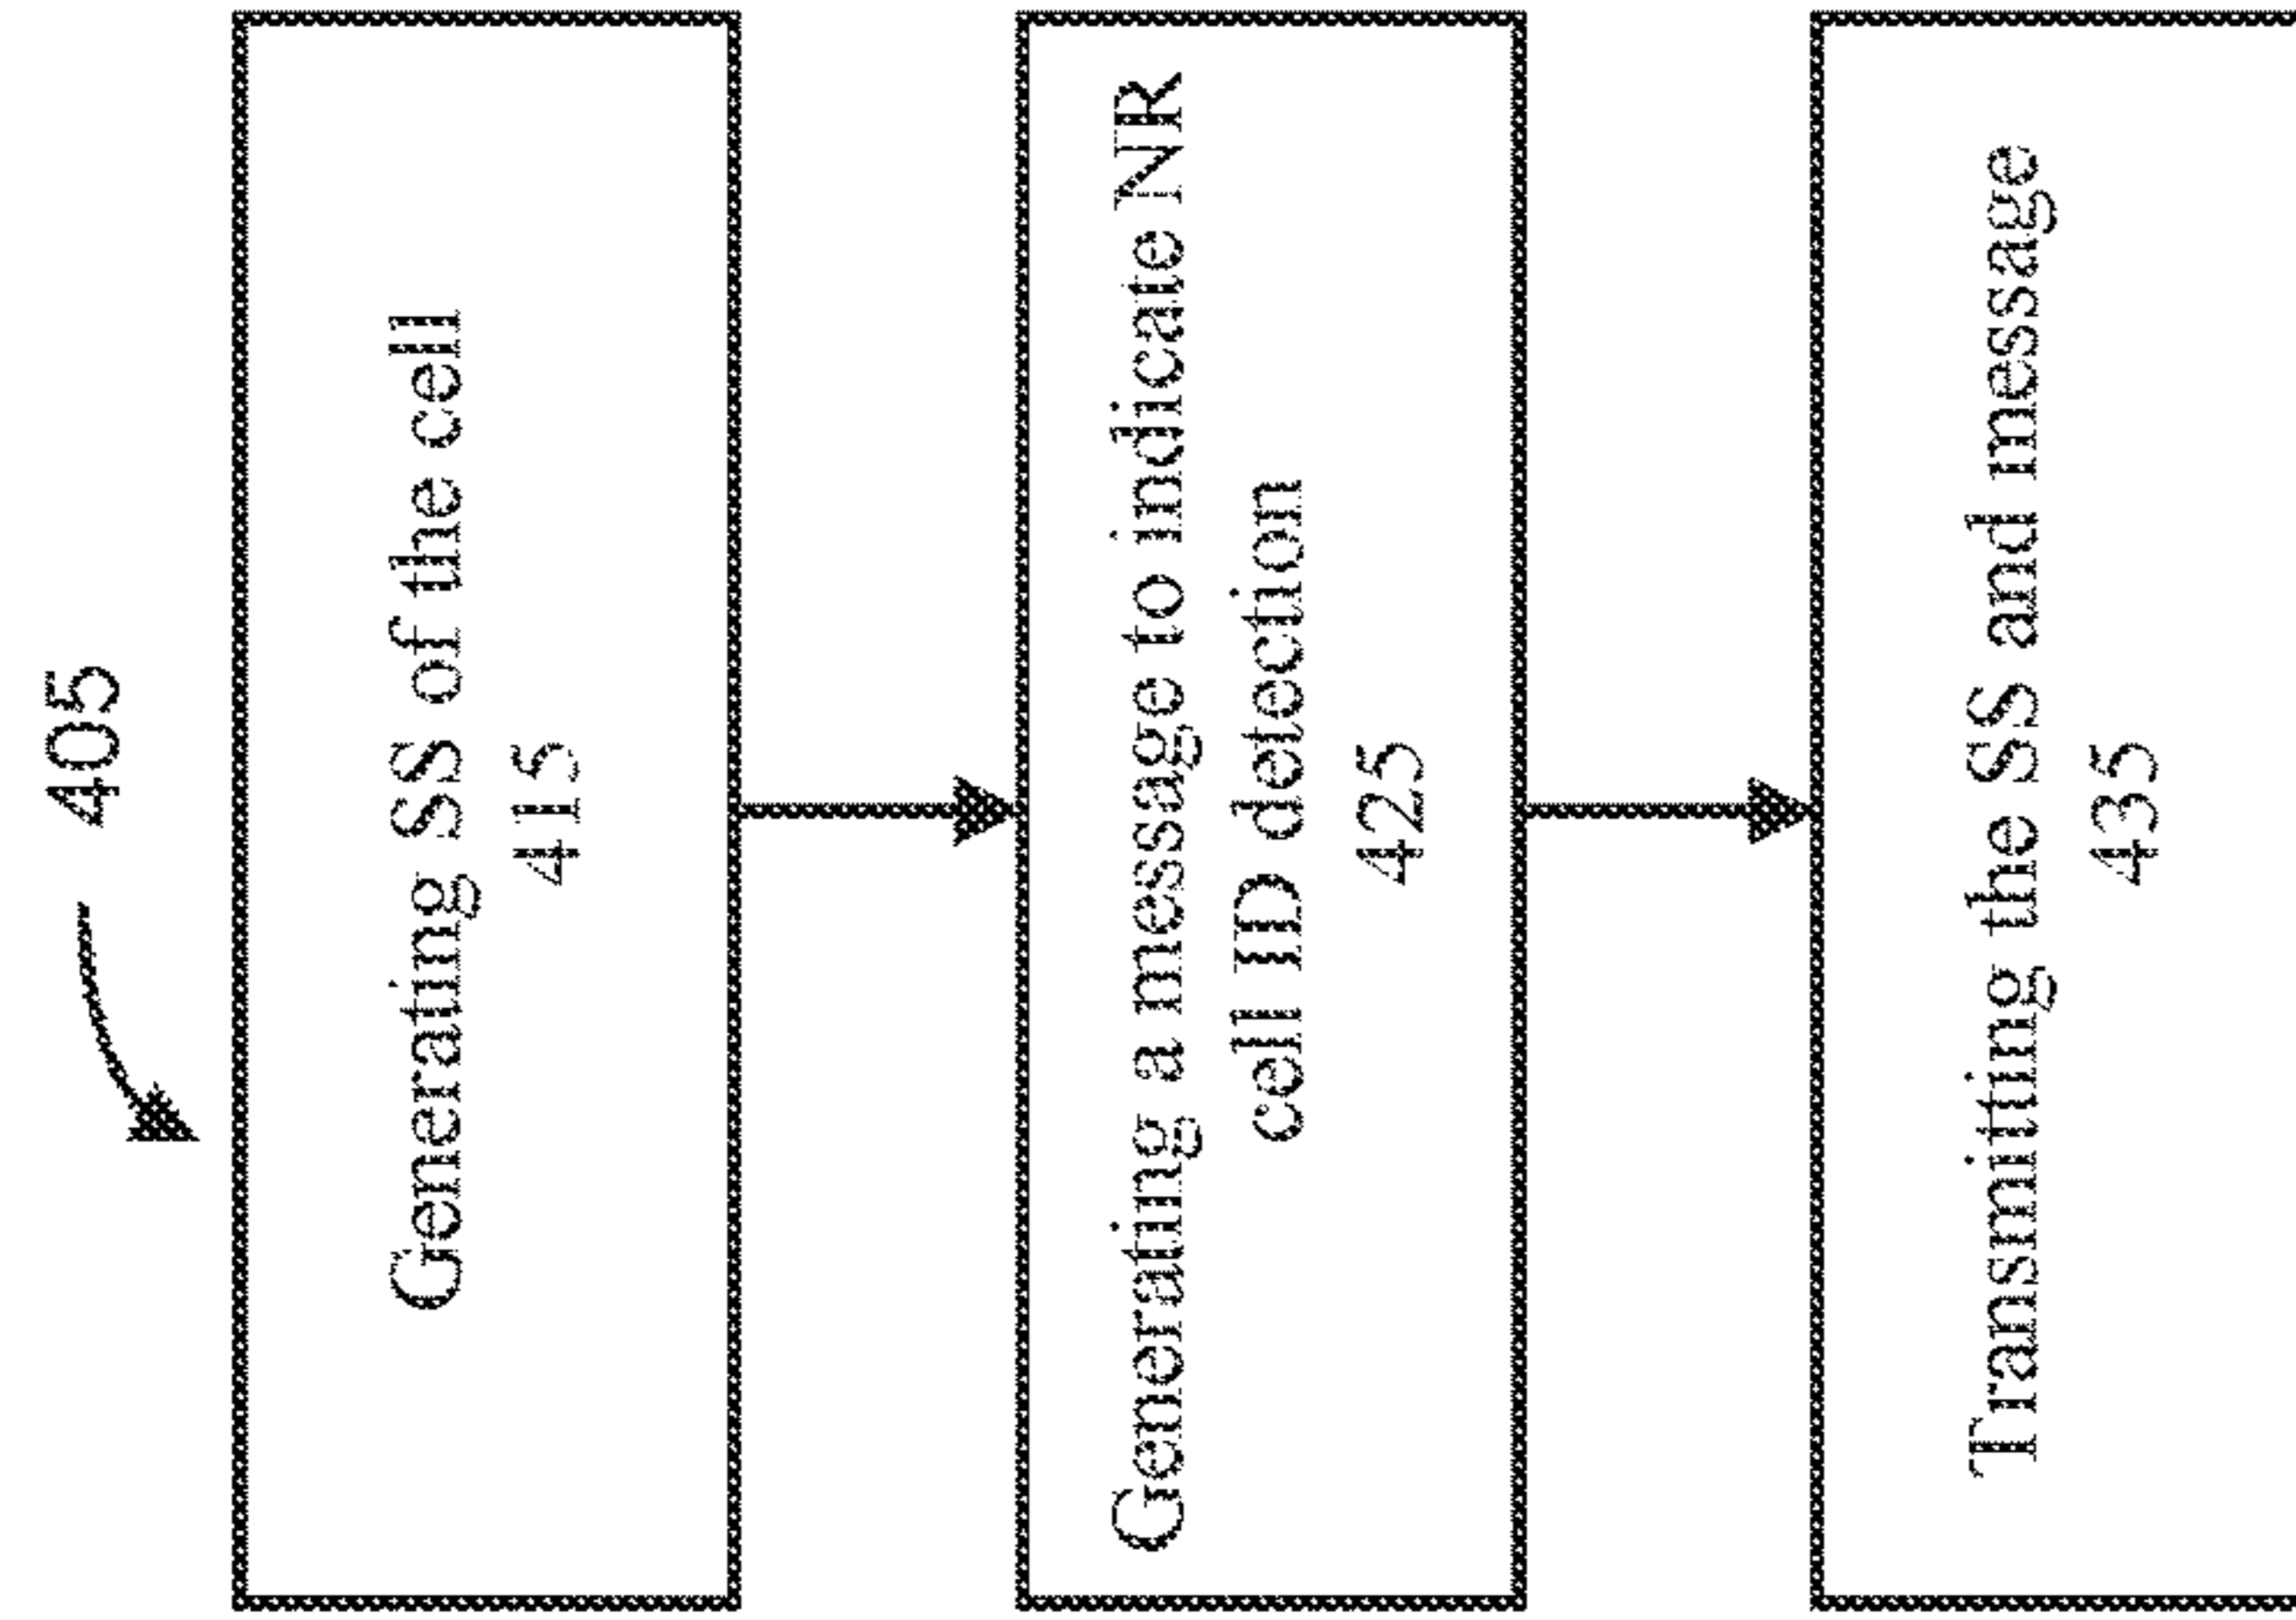 405
Generating SS of the cell
415
Generating a message to indicate NR
cell ID detection
425
Transmitting the SS and message
435